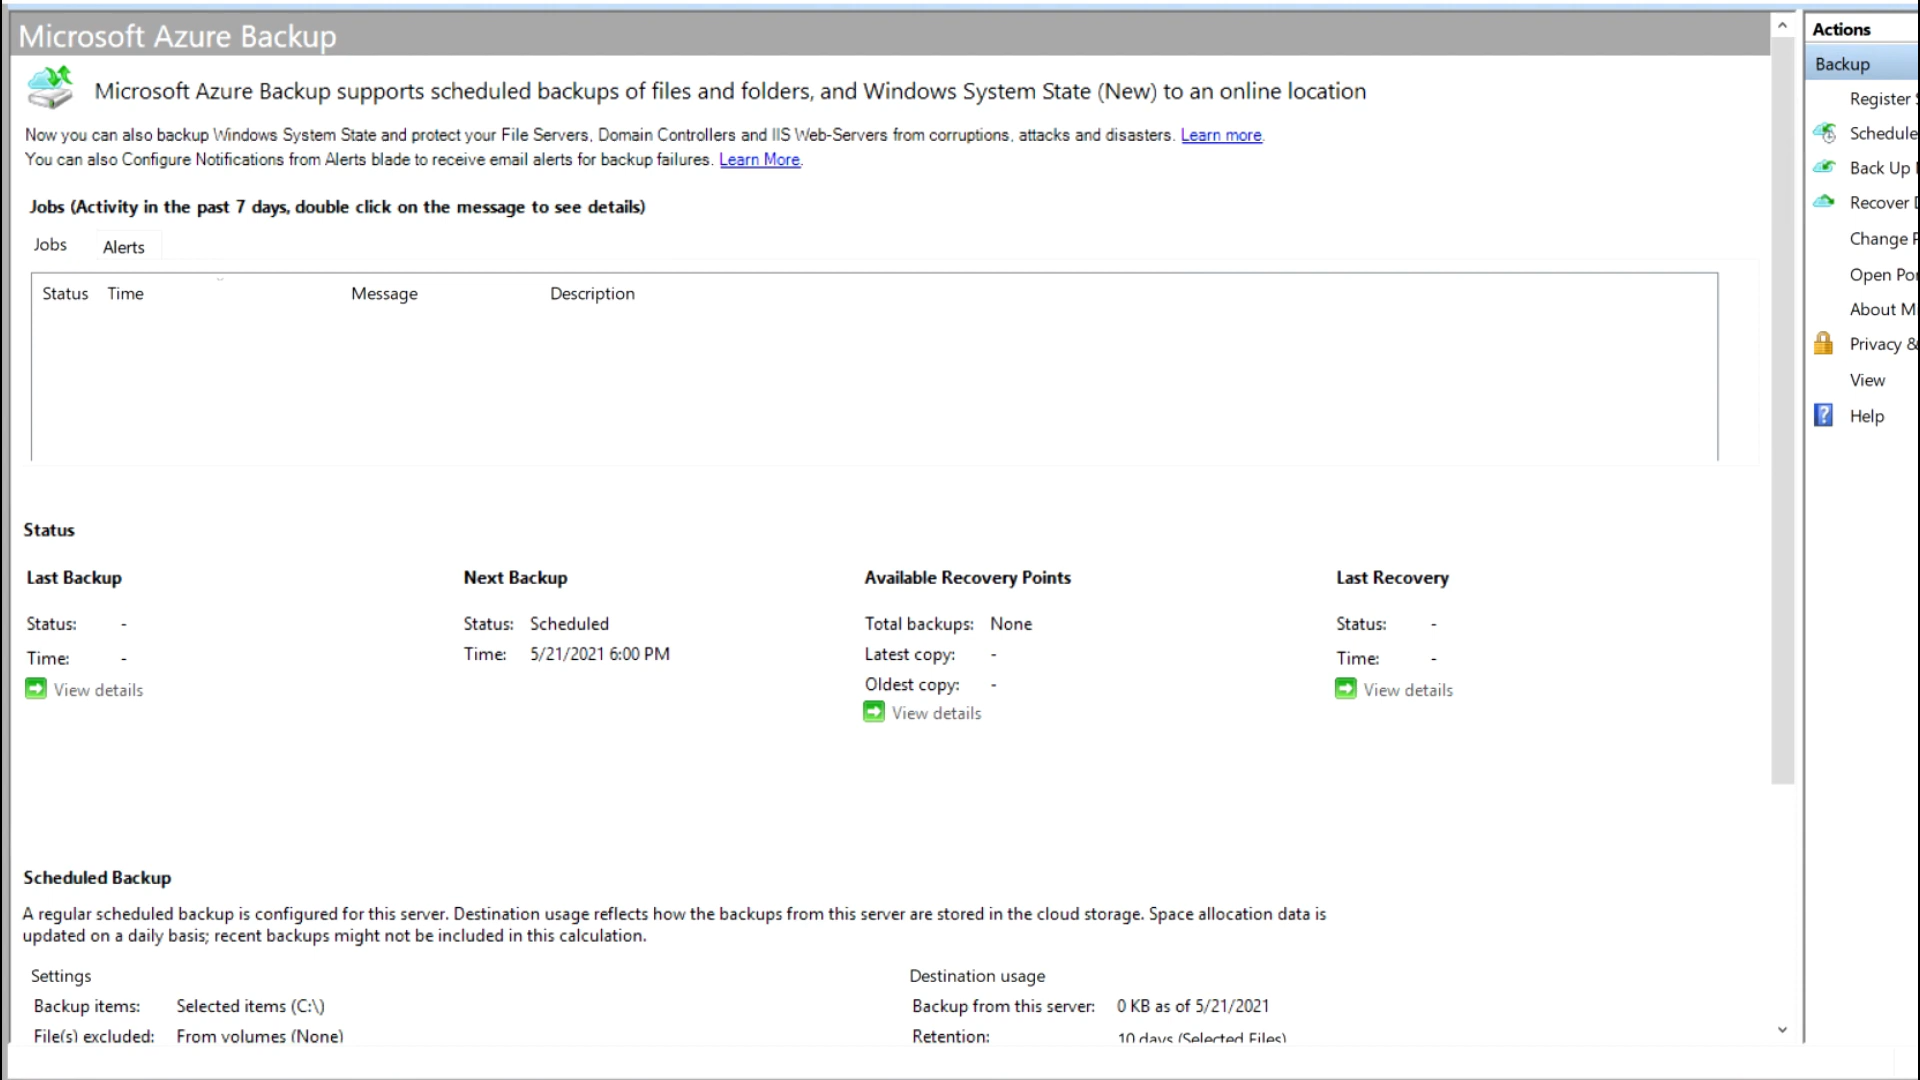 Microsoft Azure Backup
Microsoft Azure Backup supports scheduled backups of files and folders, and Windows System State (New) to an online location
Now you can also backup Windows System State and protect your File Servers, Domain Controllers and IIS Web-Servers from corruptions, attacks and disasters. Learn more.
You can also Configure Notifications from Alerts blade to receive email alerts for backup failures. Learn More.
Jobs (Activity in the past 7 days, double click on the message to see details)
Jobs Alerts
Status Time Message Description
Status
Last Backup
Status: -
Time: -
View details
Next Backup
Status: Scheduled
Time: 5/21/2021 6:00 PM
Available Recovery Points
Total backups: None
Latest copy: -
Oldest copy: -
View details
Last Recovery
Status: -
Time: -
View details
Scheduled Backup
A regular scheduled backup is configured for this server. Destination usage reflects how the backups from this server are stored in the cloud storage. Space allocation data is
updated on a daily basis; recent backups might not be included in this calculation.
Settings
Backup items: Selected items (C:\)
File(s) excluded: From volumes (None)
Destination usage
Backup from this server: 0 KB as of 5/21/2021
Retention: 10 days (Selected Files)
Actions
Backup
Register
Schedule
Back Up
Recover
Change
Open
About
Privacy &
View
Help